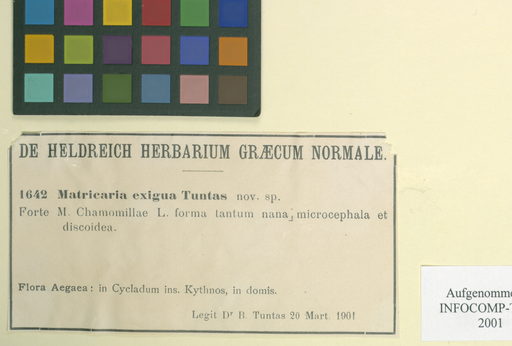 DE HELDREICH HERBARIUM GRÆCUM NORMALE.
1642 Matricaria exigua Tuntas nov. sp.
Forte M. Chamomillae L. forma tantum nana, microcephala et
discoidea.
Flora Aegaea: in Cycladum ins. Kythnos, in domis.
Legit Dr B. Tuntas 20 Mart. 1901
Aufgenomme
INFOCOMP-T
2001